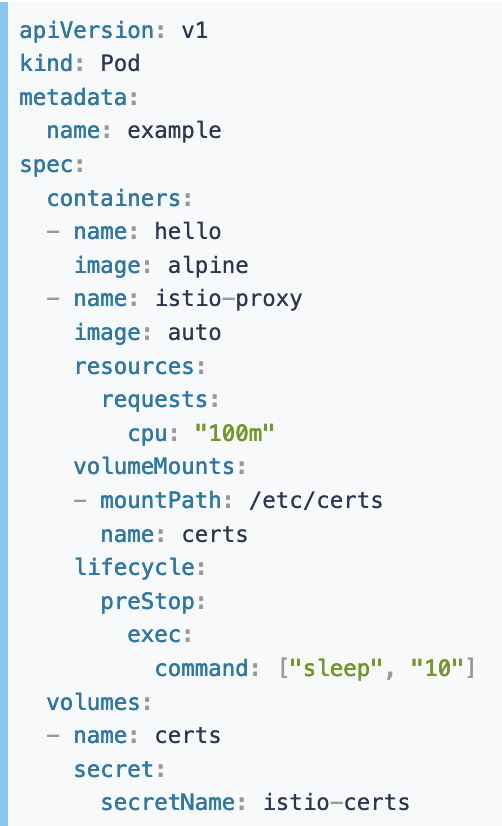 apiVersion: v1
kind: Pod
metadata:
  name: example
spec:
  containers:
  - name: hello
    image: alpine
  - name: istio-proxy
    image: auto
    resources:
      requests:
        cpu: "100m"
    volumeMounts:
    - mountPath: /etc/certs
      name: certs
    lifecycle:
      preStop:
        exec:
          command: ["sleep", "10"]
  volumes:
  - name: certs
    secret:
      secretName: istio-certs